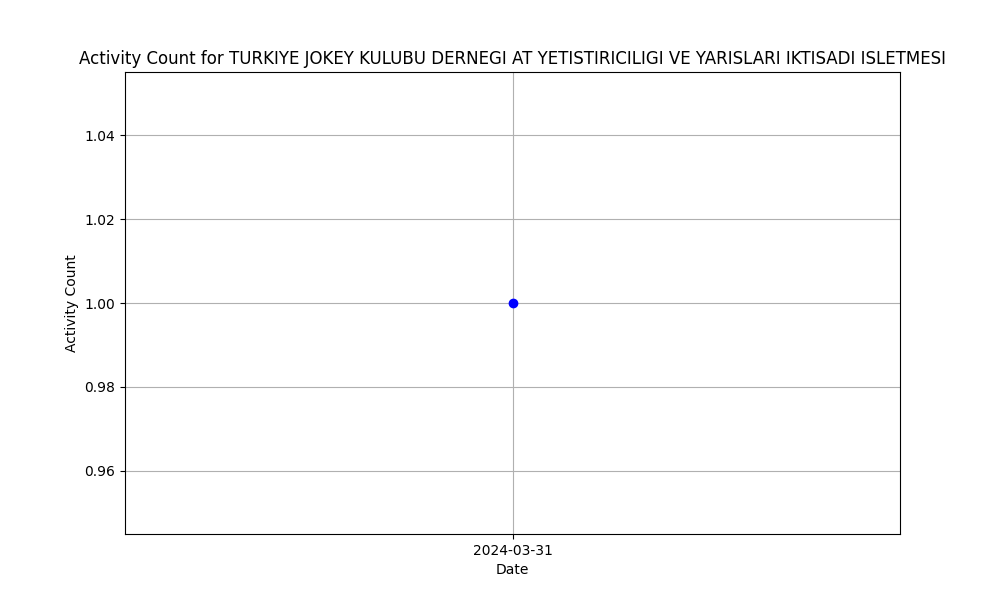 Activity Count for TURKIYE JOKEY KULUBU DERNEGI AT YETISTIRICILIGI VE YARISLARI IKTISADI ISLETMESI
1.04
1.02
1.00
0.98
0.96
Activity Count
2024-03-31
Date